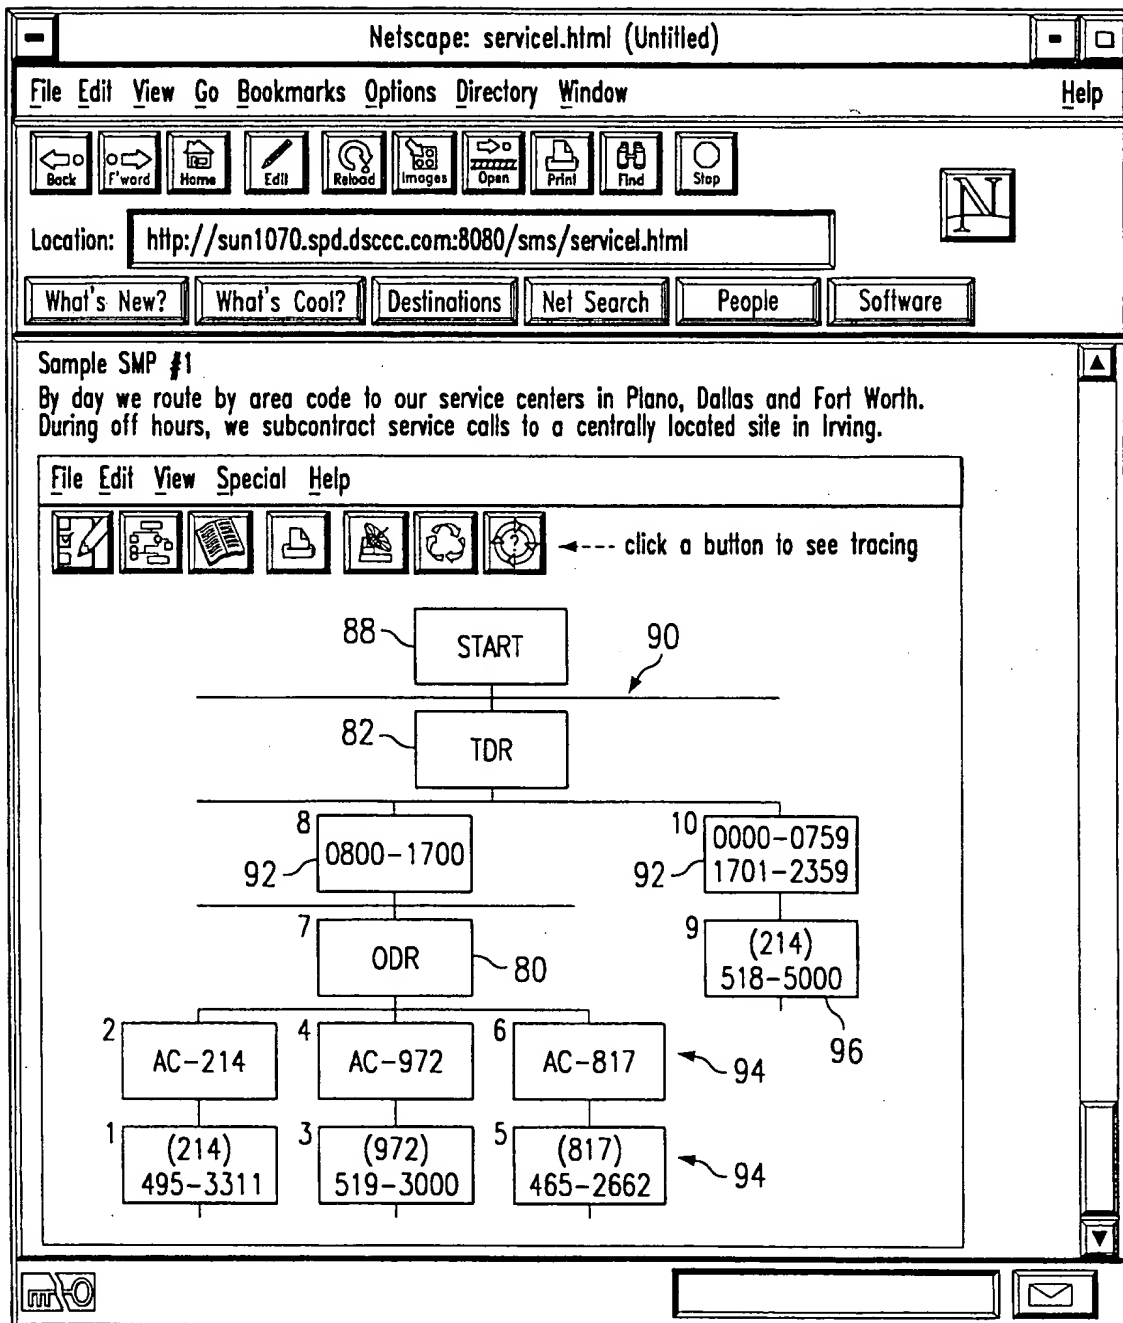 Netscape: servicel.html (Untitled)
File Edit View Go Bookmarks Options Directory Window Help
Back F'word Home Edit Reload Images Open Print Find Stop
N
Location: http://sun1070.spd.dsccc.com:8080/sms/servicel.html
What's New? What's Cool? Destinations Net Search People Software
Sample SMP #1
By day we route by area code to our service centers in Plano, Dallas and Fort Worth.
During off hours, we subcontract service calls to a centrally located site in Irving.
File Edit View Special Help
? <--- click a button to see tracing
88 START 90
82 TDR
8 0800-1700 92
10 0000-0759
1701-2359 92
7 ODR 80
9 (214)
518-5000 96
2 AC-214 4 AC-972 6 AC-817 94
1 (214) 3 (972) 5 (817) 94
495-3311 519-3000 465-2662